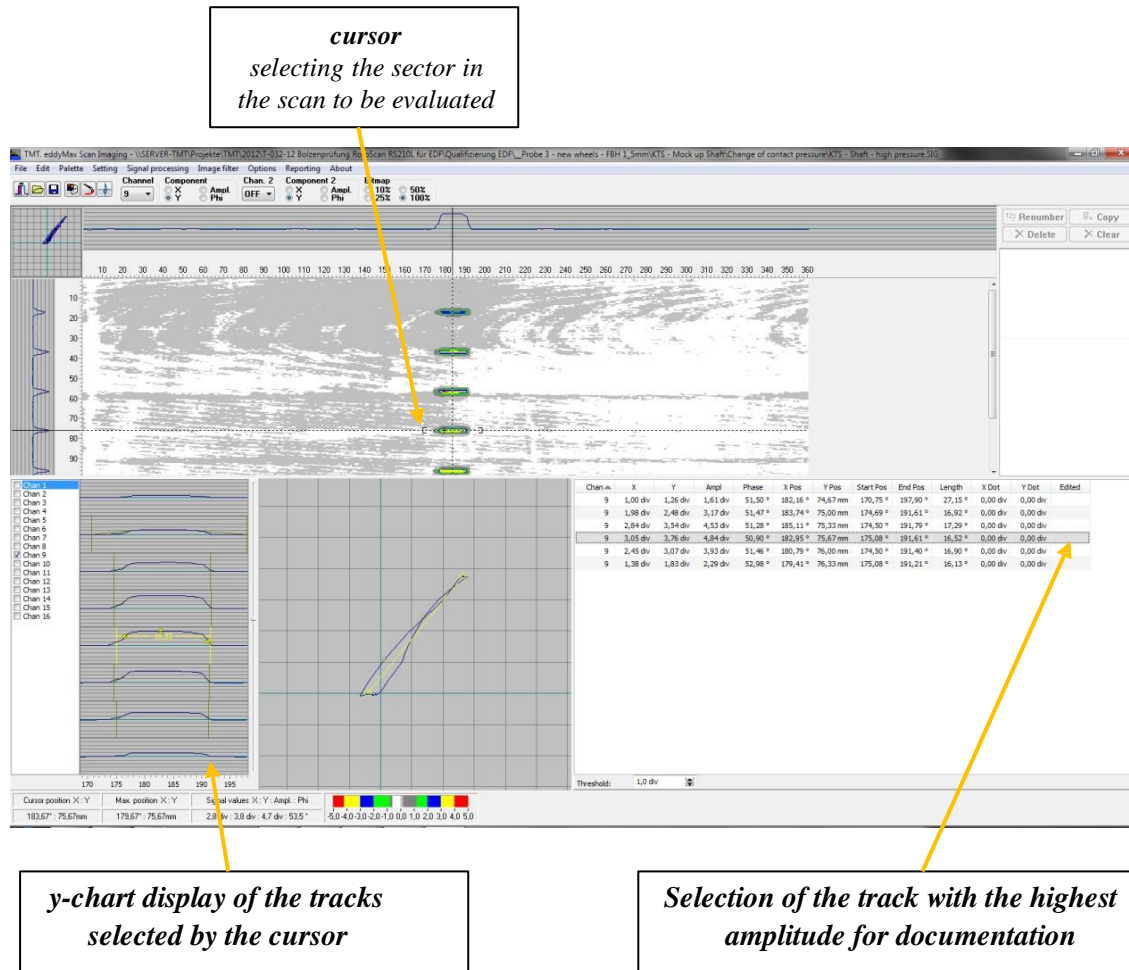 cursor
selecting the sector in
the scan to be evaluated
TMT. eddyMax Scan Imaging - \\SERVER-TMT\Projekte\TMT\2012\T-032-12 Bolzenprüfung RotoScan RS210L für EDF\Qualifizierung EDF\__Probe 3 - new wheels - FBH 1_5mm\KTS - Mock up Shaft\Change of contact pressure\KTS - Shaft - high pressure.SIG
File Edit Palette Setting Signal processing Image filter Options Reporting About
Channel Component Chan. 2 Component 2 Bitmap
9 X Ampl. OFF X Ampl. 10% 50%
Y Phi Y Phi 25% 100%
Renumber Copy
Delete Clear
10 20 30 40 50 60 70 80 90 100 110 120 130 140 150 160 170 180 190 200 210 220 230 240 250 260 270 280 290 300 310 320 330 340 350 360
10
20
30
40
50
60
70
80
90
Chan 1
Chan 2
Chan 3
Chan 4
Chan 5
Chan 6
Chan 7
Chan 8
Chan 9
Chan 10
Chan 11
Chan 12
Chan 13
Chan 14
Chan 15
Chan 16
170 175 180 185 190 195
Chan X Y Ampl Phase X Pos Y Pos Start Pos End Pos Length X Dot Y Dot Edited
9 1,00 div 1,26 div 1,61 div 51,50 ° 182,16 ° 74,67 mm 170,75 ° 197,90 ° 27,15 ° 0,00 div 0,00 div
9 1,98 div 2,48 div 3,17 div 51,47 ° 183,74 ° 75,00 mm 174,69 ° 191,61 ° 16,92 ° 0,00 div 0,00 div
9 2,84 div 3,54 div 4,53 div 51,28 ° 185,11 ° 75,33 mm 174,50 ° 191,79 ° 17,29 ° 0,00 div 0,00 div
9 3,05 div 3,76 div 4,84 div 50,90 ° 182,95 ° 75,67 mm 175,08 ° 191,61 ° 16,52 ° 0,00 div 0,00 div
9 2,45 div 3,07 div 3,93 div 51,46 ° 180,79 ° 76,00 mm 174,50 ° 191,40 ° 16,90 ° 0,00 div 0,00 div
9 1,38 div 1,83 div 2,29 div 52,98 ° 179,41 ° 76,33 mm 175,08 ° 191,21 ° 16,13 ° 0,00 div 0,00 div
Threshold: 1,0 div
Cursor position X : Y Max. position X : Y Signal values X : Y : Ampl. : Phi
183,67° : 75,67mm 179,67° : 75,67mm 2,8 div : 3,8 div : 4,7 div : 53,5 ° -5,0 -4,0 -3,0 -2,0 -1,0 0,0 1,0 2,0 3,0 4,0 5,0
y-chart display of the tracks
selected by the cursor
Selection of the track with the highest
amplitude for documentation